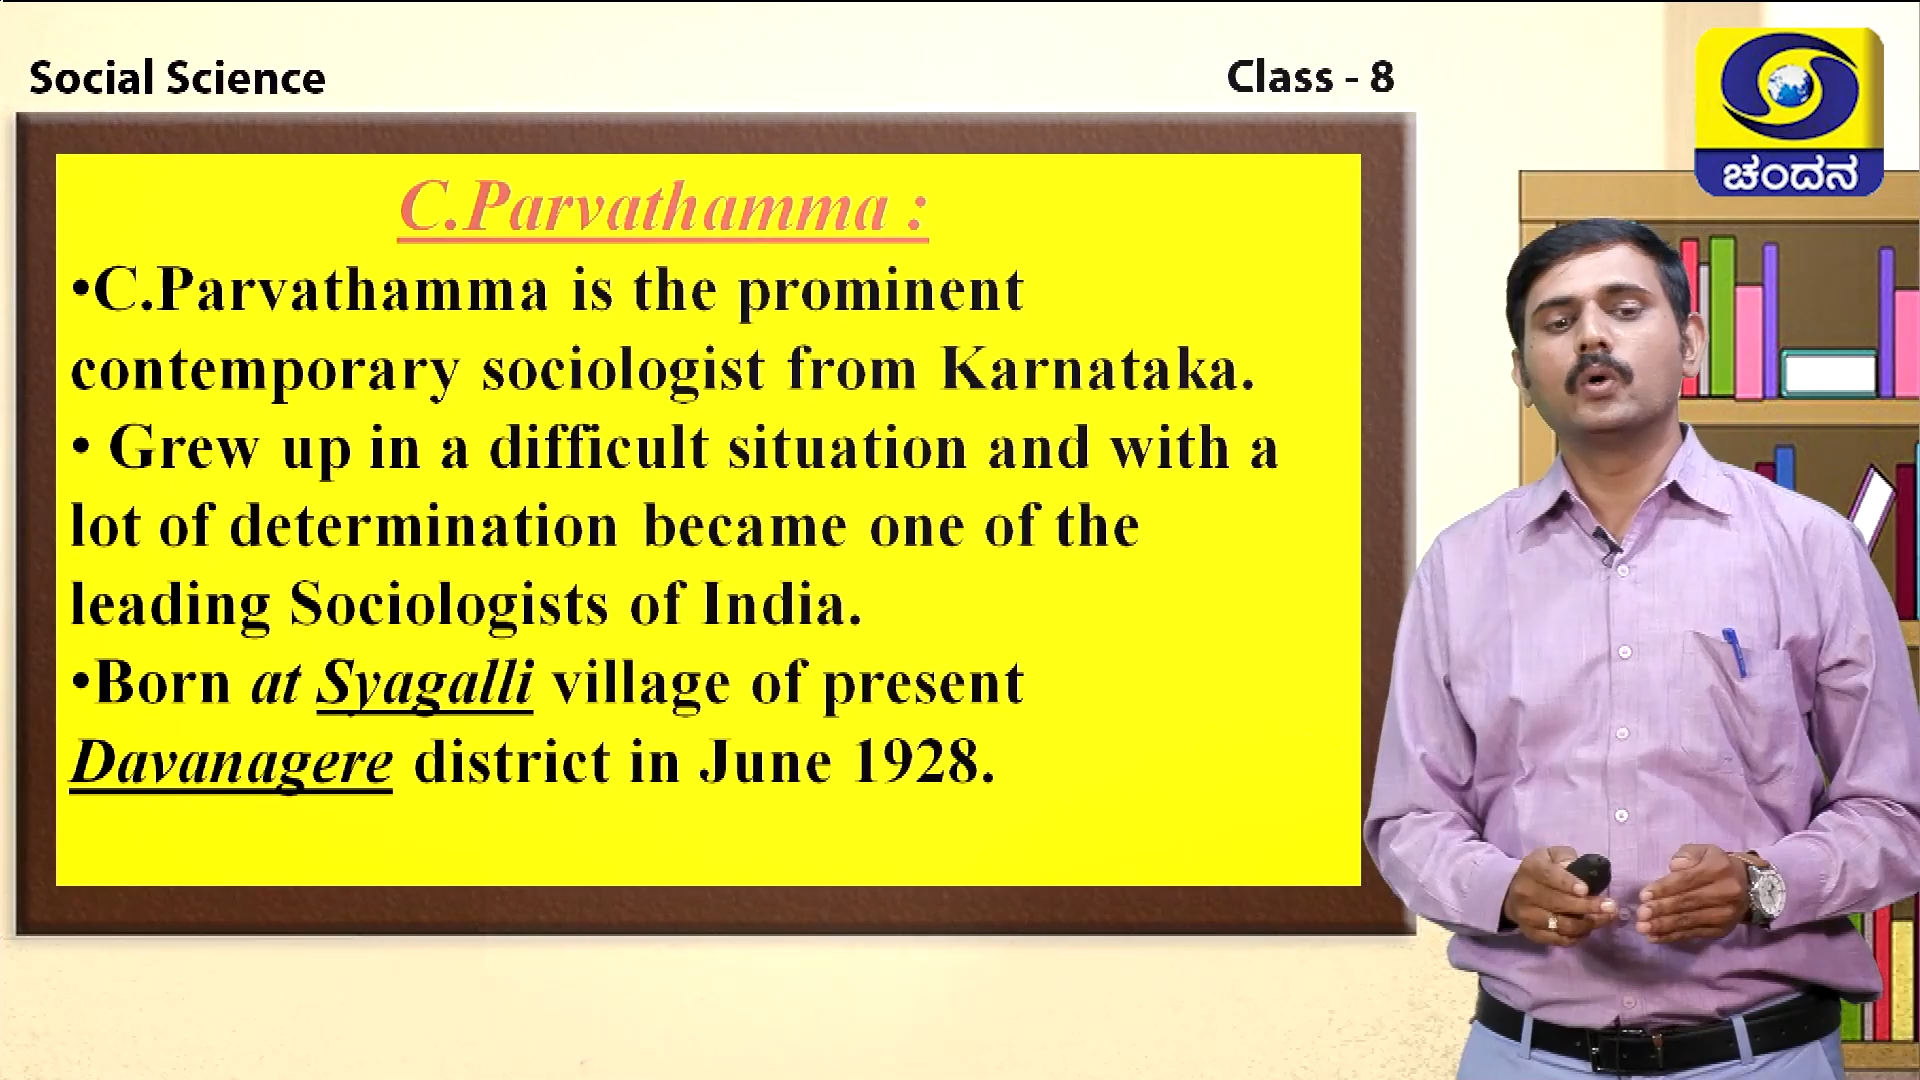 Social Science
Class - 8
ಚಂದನ
C.Parvathamma :
•C.Parvathamma is the prominent
contemporary sociologist from Karnataka.
• Grew up in a difficult situation and with a
lot of determination became one of the
leading Sociologists of India.
•Born at Syagalli village of present
Davanagere district in June 1928.